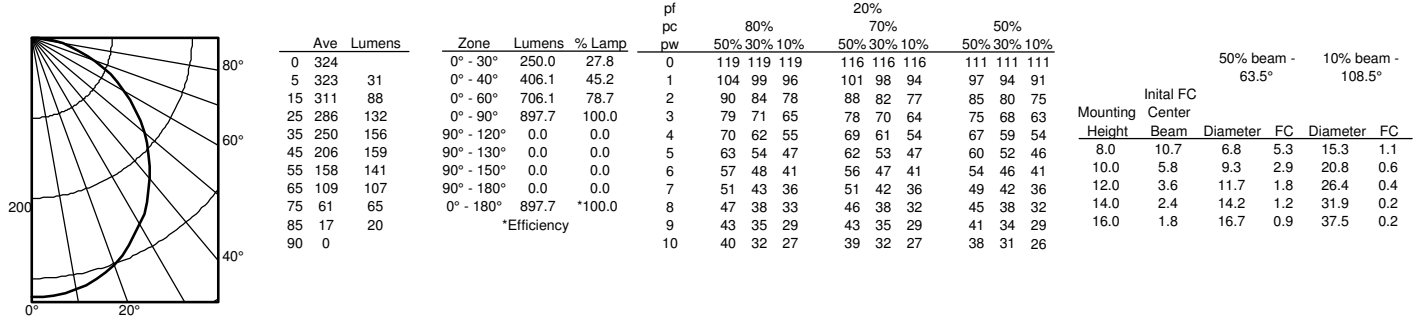 80°
60°
40°
20°
0°
200
Ave Lumens
0 324
5 323 31
15 311 88
25 286 132
35 250 156
45 206 159
55 158 141
65 109 107
75 61 65
85 17 20
90 0
Zone Lumens % Lamp
0° - 30° 250.0 27.8
0° - 40° 406.1 45.2
0° - 60° 706.1 78.7
0° - 90° 897.7 100.0
90° - 120° 0.0 0.0
90° - 130° 0.0 0.0
90° - 150° 0.0 0.0
90° - 180° 0.0 0.0
0° - 180° 897.7 *100.0
*Efficiency
pf 20%
pc 80% 70% 50%
pw 50% 30% 10% 50% 30% 10% 50% 30% 10%
0 119 119 119 116 116 116 111 111 111
1 104 99 96 101 98 94 97 94 91
2 90 84 78 88 82 77 85 80 75
3 79 71 65 78 70 64 75 68 63
4 70 62 55 69 61 54 67 59 54
5 63 54 47 62 53 47 60 52 46
6 57 48 41 56 47 41 54 46 41
7 51 43 36 51 42 36 49 42 36
8 47 38 33 46 38 32 45 38 32
9 43 35 29 43 35 29 41 34 29
10 40 32 27 39 32 27 38 31 26
50% beam - 10% beam -
63.5° 108.5°
Inital FC
Mounting Center
Height Beam Diameter FC Diameter FC
8.0 10.7 6.8 5.3 15.3 1.1
10.0 5.8 9.3 2.9 20.8 0.6
12.0 3.6 11.7 1.8 26.4 0.4
14.0 2.4 14.2 1.2 31.9 0.2
16.0 1.8 16.7 0.9 37.5 0.2